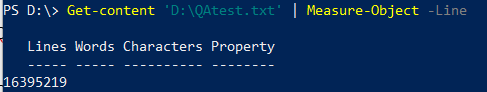 PS D:\> Get-content 'D:\QAtest.txt' | Measure-Object -Line
Lines Words Characters Property
----- ----- ---------- --------
16395219